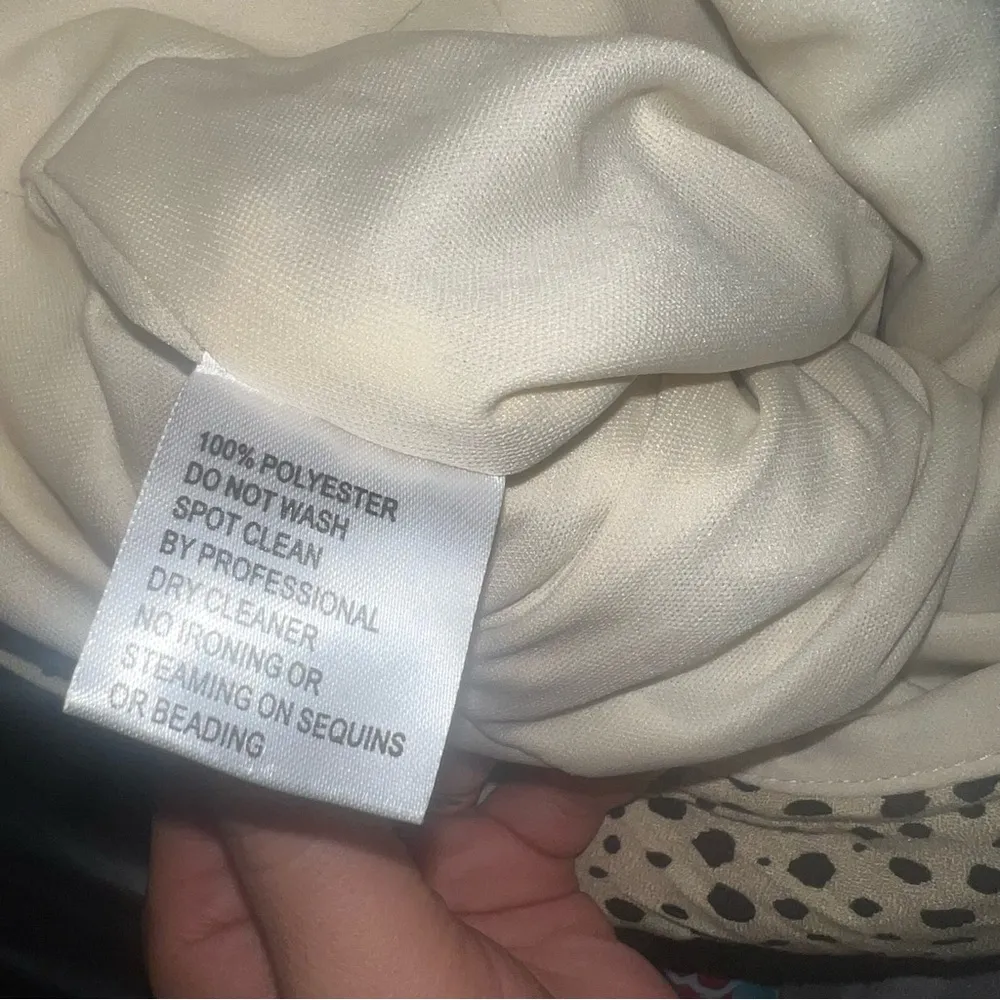 100% POLYESTER
DO NOT WASH
SPOT CLEAN
BY PROFESSIONAL
DRY CLEANER
NO IRONING OR
STEAMING ON SEQUINS
OR BEADING